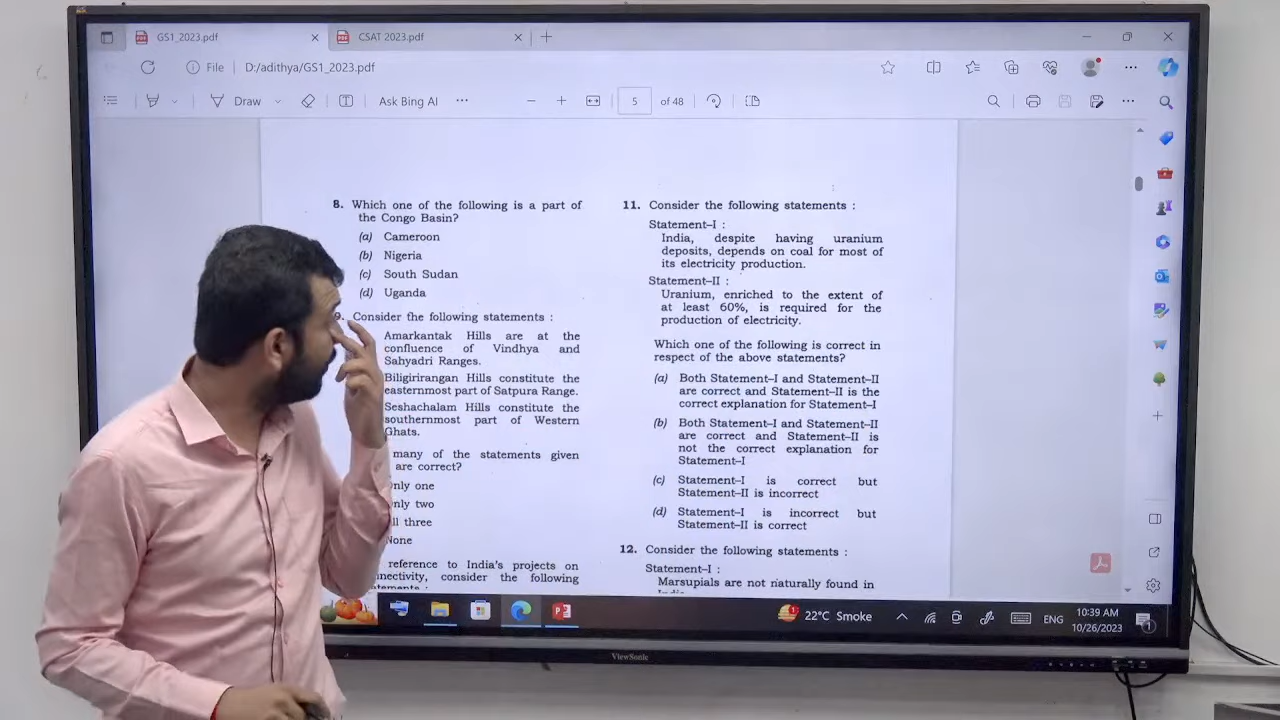 GS1_2023.pdf
CSAT 2023.pdf
File D:/adithya/GS1_2023.pdf
Draw
Ask Bing AI
5 of 48
8. Which one of the following is a part of
the Congo Basin?
(a) Cameroon
(b) Nigeria
(c) South Sudan
(d) Uganda
9. Consider the following statements :
Amarkantak Hills are at the
confluence of Vindhya and
Sahyadri Ranges.
Biligirirangan Hills constitute the
easternmost part of Satpura Range.
Seshachalam Hills constitute the
southernmost part of Western
Ghats.
many of the statements given
are correct?
nly one
nly two
ll three
None
reference to India's projects on
nectivity, consider the following
tements :
11. Consider the following statements :
Statement–I :
India, despite having uranium
deposits, depends on coal for most of
its electricity production.
Statement–II :
Uranium, enriched to the extent of
at least 60%, is required for the
production of electricity.
Which one of the following is correct in
respect of the above statements?
(a) Both Statement–I and Statement–II
are correct and Statement–II is the
correct explanation for Statement–I
(b) Both Statement–I and Statement–II
are correct and Statement–II is
not the correct explanation for
Statement–I
(c) Statement–I is correct but
Statement–II is incorrect
(d) Statement–I is incorrect but
Statement–II is correct
12. Consider the following statements :
Statement–I :
Marsupials are not naturally found in
22°C Smoke
ENG
10:39 AM
10/26/2023
ViewSonic